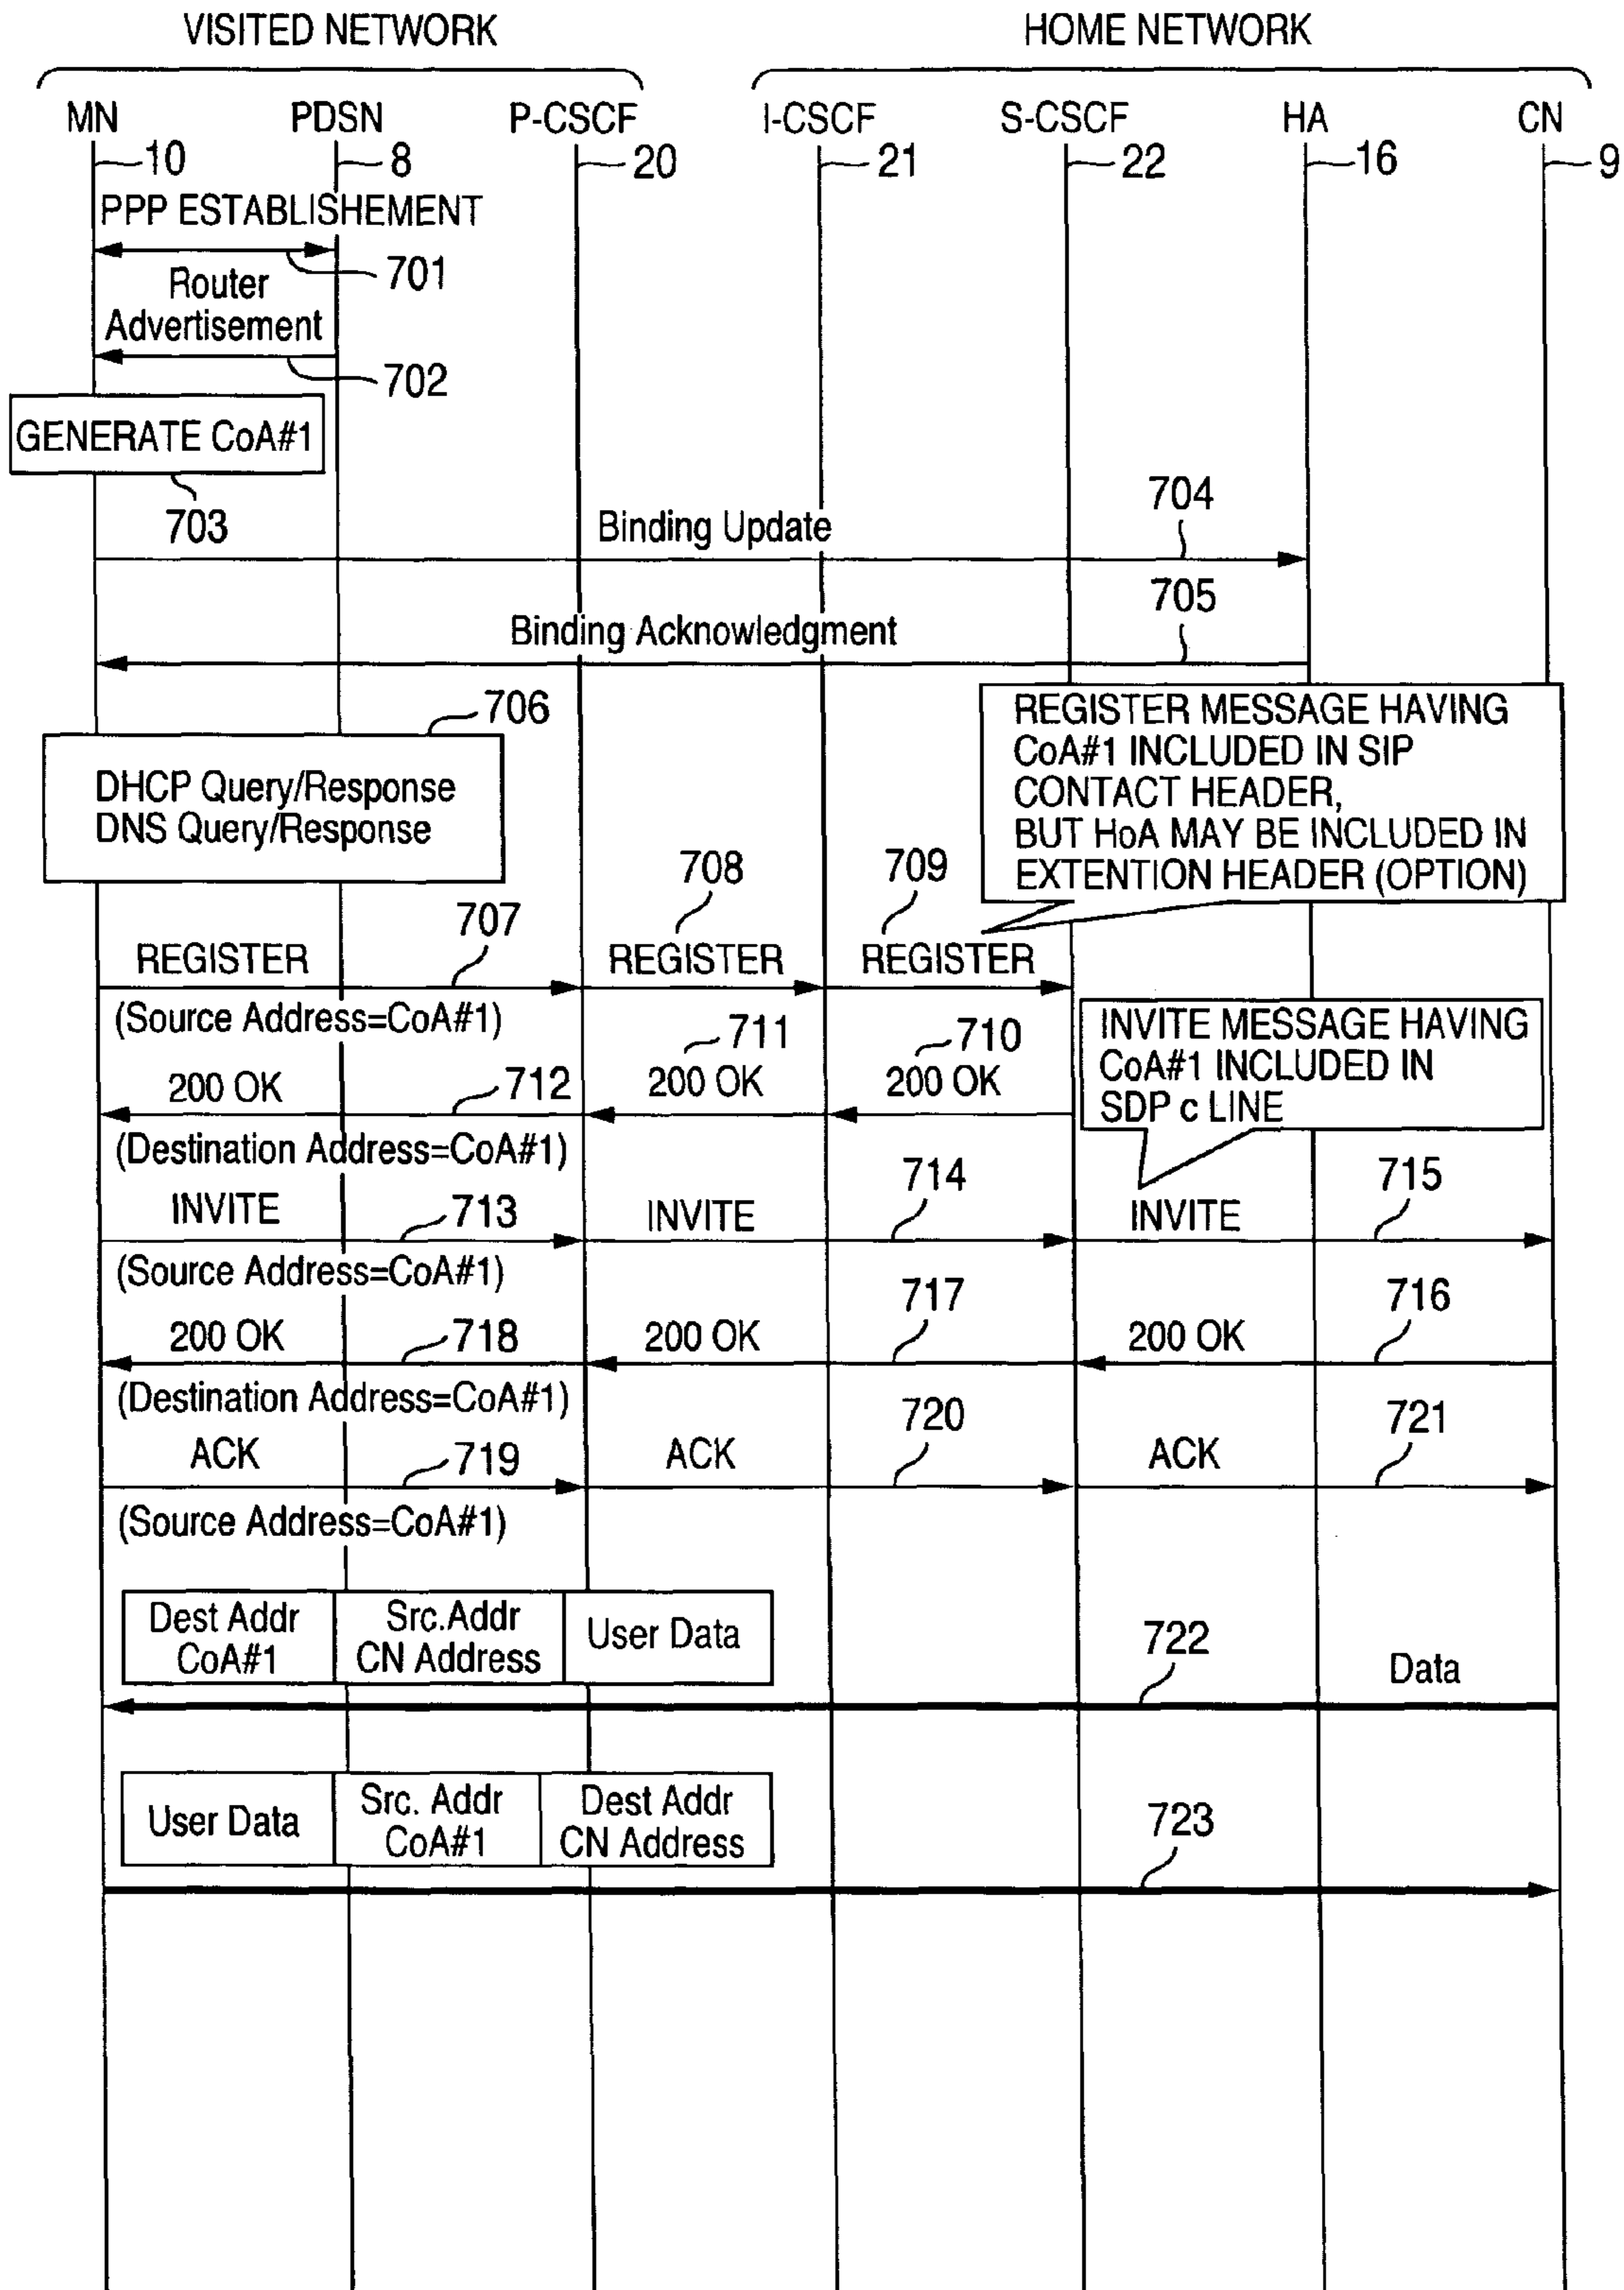 VISITED NETWORK
HOME NETWORK
MN
PDSN
P-CSCF
I-CSCF
S-CSCF
HA
CN
10
8
20
21
22
16
9
PPP ESTABLISHEMENT
701
Router
Advertisement
702
GENERATE CoA#1
703
704
Binding Update
705
Binding Acknowledgment
706
DHCP Query/Response
DNS Query/Response
REGISTER MESSAGE HAVING
CoA#1 INCLUDED IN SIP
CONTACT HEADER,
BUT HoA MAY BE INCLUDED IN
EXTENTION HEADER (OPTION)
707
708
709
REGISTER
REGISTER
REGISTER
(Source Address=CoA#1)
INVITE MESSAGE HAVING
CoA#1 INCLUDED IN
SDP c LINE
711
710
200 OK
712
200 OK
200 OK
(Destination Address=CoA#1)
714
715
INVITE
713
INVITE
INVITE
(Source Address=CoA#1)
717
716
200 OK
718
200 OK
200 OK
(Destination Address=CoA#1)
720
721
ACK
719
ACK
ACK
(Source Address=CoA#1)
Dest Addr
CoA#1
Src.Addr
CN Address
User Data
722
Data
User Data
Src. Addr
CoA#1
Dest Addr
CN Address
723